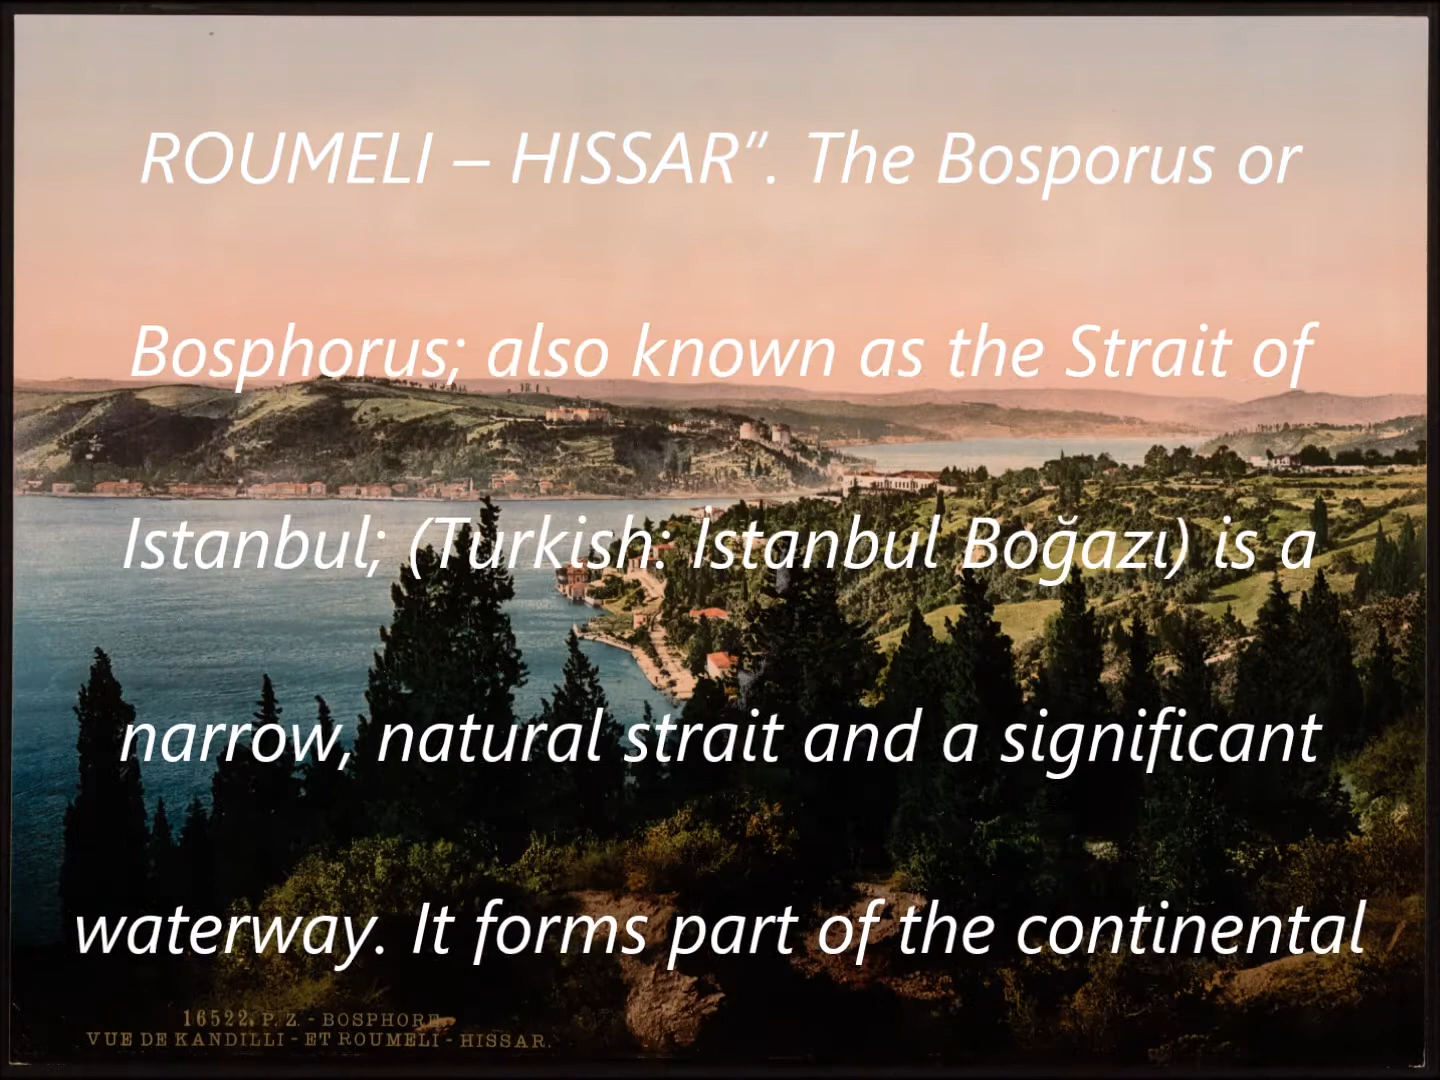 ROUMELI – HISSAR”. The Bosporus or
Bosphorus; also known as the Strait of
Istanbul; (Turkish: İstanbul Boğazı) is a
narrow, natural strait and a significant
waterway. It forms part of the continental
16522. P. Z. - BOSPHORE.
VUE DE KANDILLI - ET ROUMELI - HISSAR.